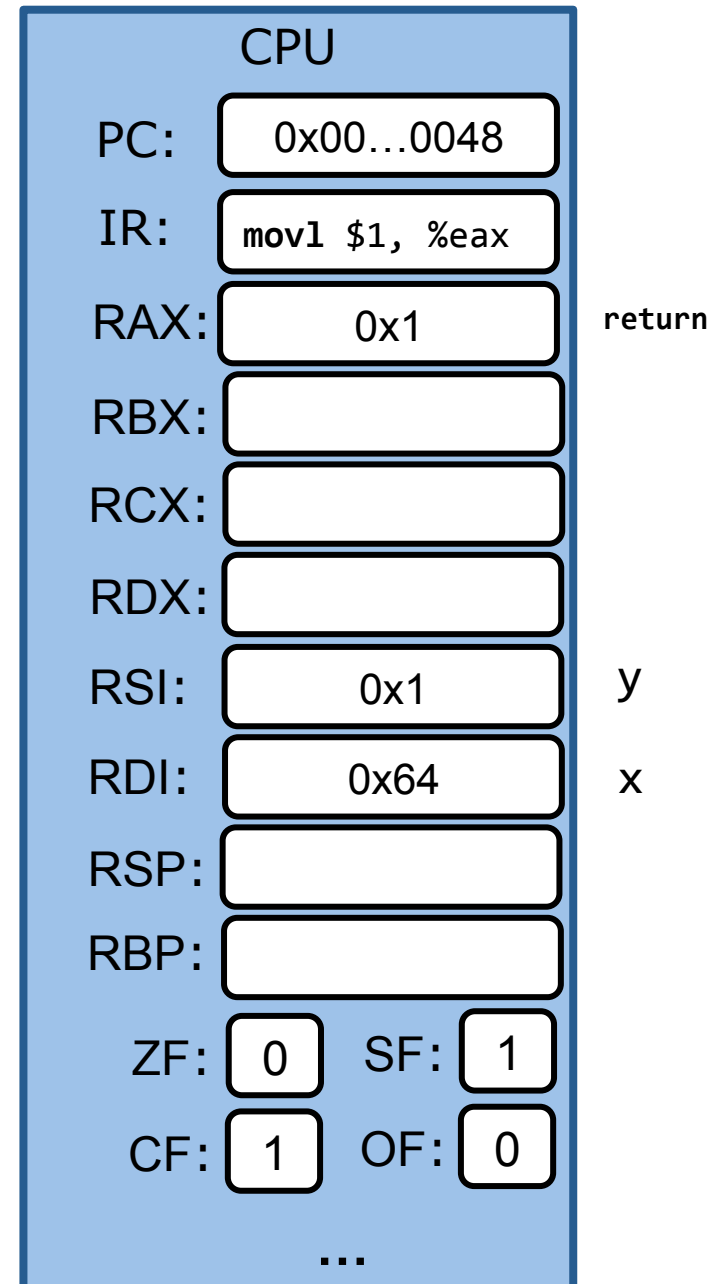 CPU
PC: 0x00…0048
IR: movl $1, %eax
RAX: 0x1 return
RBX:
RCX:
RDX:
RSI: 0x1 y
RDI: 0x64 x
RSP:
RBP:
ZF: 0 SF: 1
CF: 1 OF: 0
...